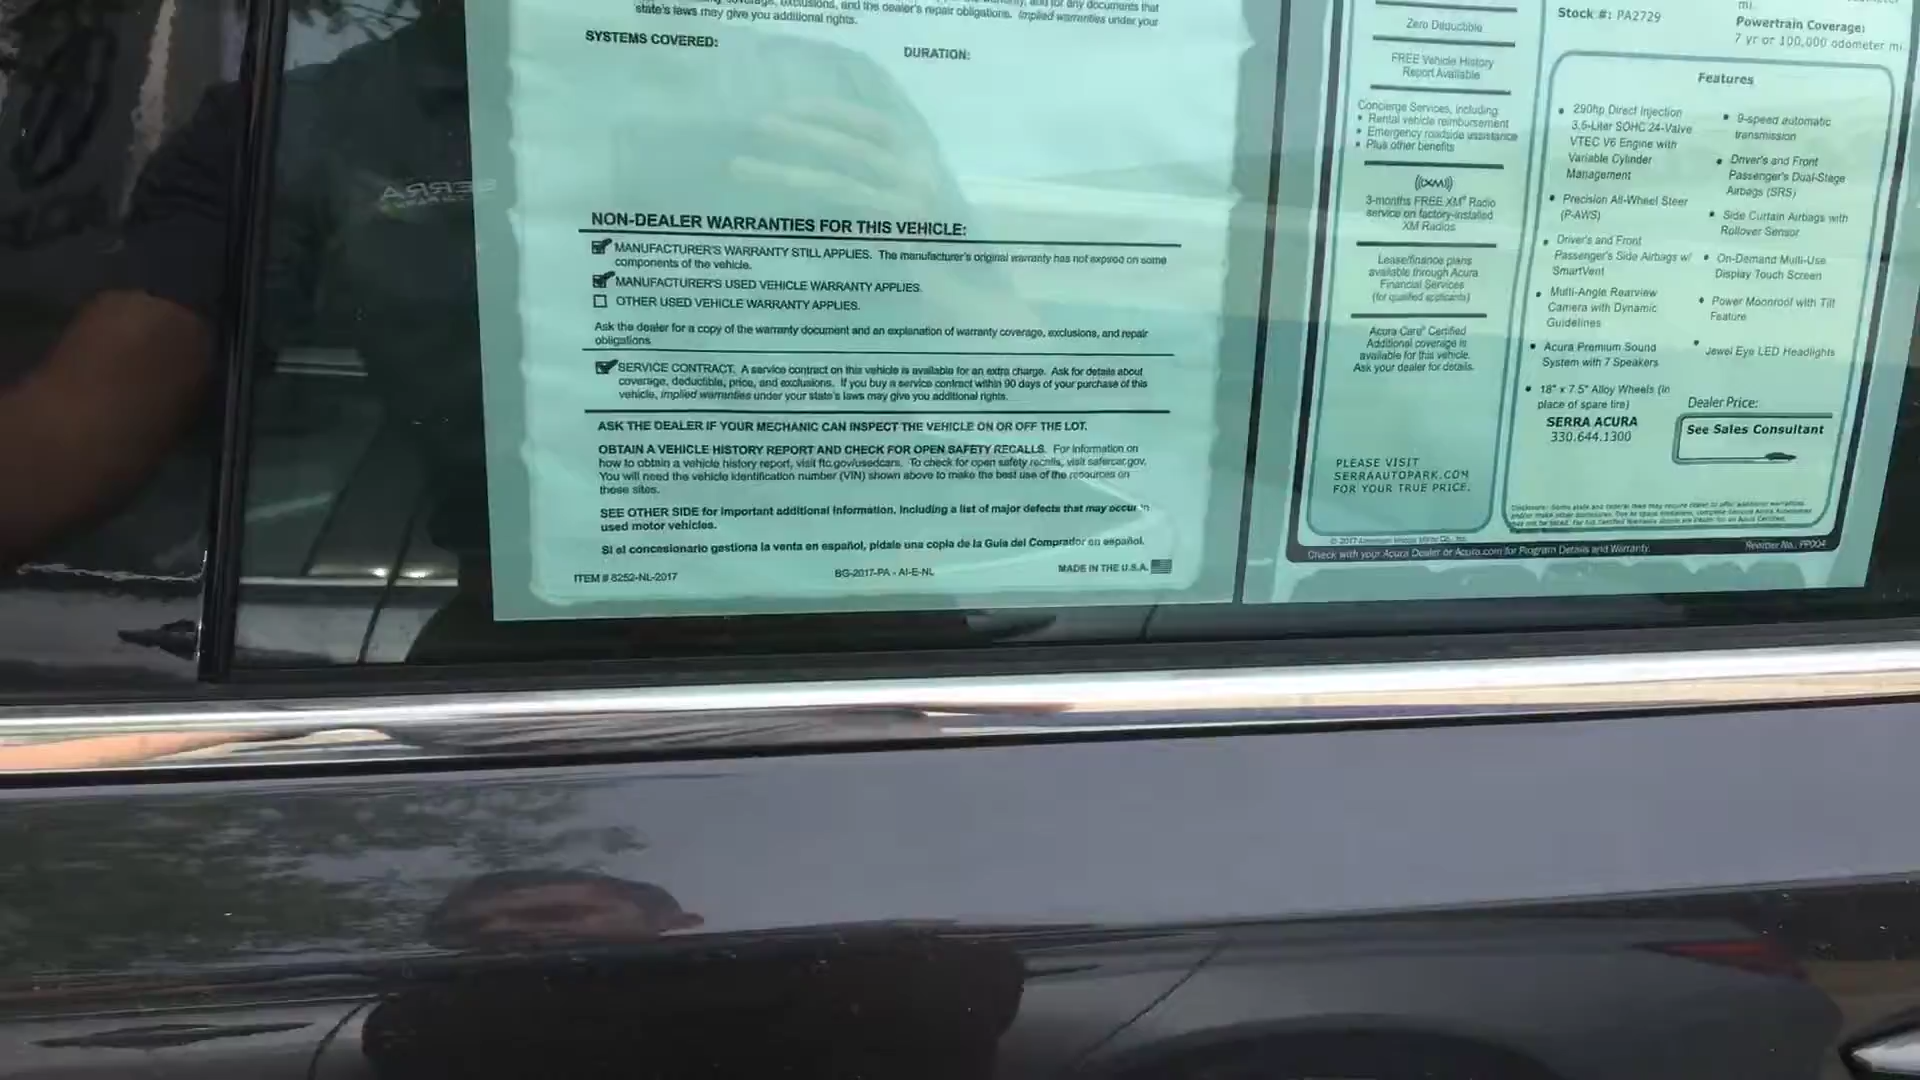 exclusions, and the dealer's repair obligations. Implied warranties under your
state's laws may give you additional rights.
SYSTEMS COVERED:
DURATION:
NON-DEALER WARRANTIES FOR THIS VEHICLE:
MANUFACTURER'S WARRANTY STILL APPLIES. The manufacturer's original warranty has not expired on some
components of the vehicle.
MANUFACTURER'S USED VEHICLE WARRANTY APPLIES.
OTHER USED VEHICLE WARRANTY APPLIES.
Ask the dealer for a copy of the warranty document and an explanation of warranty coverage, exclusions, and repair
obligations.
SERVICE CONTRACT. A service contract on this vehicle is available for an extra charge. Ask for details about
coverage, deductible, price, and exclusions. If you buy a service contract within 90 days of your purchase of this
vehicle, implied warranties under your state's laws may give you additional rights.
ASK THE DEALER IF YOUR MECHANIC CAN INSPECT THE VEHICLE ON OR OFF THE LOT.
OBTAIN A VEHICLE HISTORY REPORT AND CHECK FOR OPEN SAFETY RECALLS. For information on
how to obtain a vehicle history report, visit ftc.gov/usedcars. To check for open safety recalls, visit safercar.gov.
You will need the vehicle identification number (VIN) shown above to make the best use of the resources on
these sites.
SEE OTHER SIDE for important additional information, including a list of major defects that may occur in
used motor vehicles.
Si el concesionario gestiona la venta en español, pídale una copia de la Guía del Comprador en español.
ITEM # 8252-NL-2017
BG-2017-PA - AI-E-NL
MADE IN THE U.S.A.
Zero Deductible
FREE Vehicle History
Report Available
Concierge Services, including:
• Rental vehicle reimbursement
• Emergency roadside assistance
• Plus other benefits
((XM))
3-months FREE XM® Radio
service on factory-installed
XM Radios
Lease/finance plans
available through Acura
Financial Services
(for qualified applicants)
Acura Care® Certified
Additional coverage is
available for this vehicle.
Ask your dealer for details.
PLEASE VISIT
SERRAAUTOPARK.COM
FOR YOUR TRUE PRICE.
Stock #: PA2729
mi.
Powertrain Coverage:
7 yr or 100,000 odometer mi.
Features
• 290hp Direct Injection
3.5-Liter SOHC 24-Valve
VTEC V6 Engine with
Variable Cylinder
Management
• Precision All-Wheel Steer
(P-AWS)
• Driver's and Front
Passenger's Side Airbags w/
SmartVent
• Multi-Angle Rearview
Camera with Dynamic
Guidelines
• Acura Premium Sound
System with 7 Speakers
• 18" x 7.5" Alloy Wheels (in
place of spare tire)
• 9-speed automatic
transmission
• Driver's and Front
Passenger's Dual-Stage
Airbags (SRS)
• Side Curtain Airbags with
Rollover Sensor
• On-Demand Multi-Use
Display Touch Screen
• Power Moonroof with Tilt
Feature
• Jewel Eye LED Headlights
SERRA ACURA
330.644.1300
Dealer Price:
See Sales Consultant
Check with your Acura Dealer or Acura.com for Program Details and Warranty.
Reorder No. PP004
SERRA